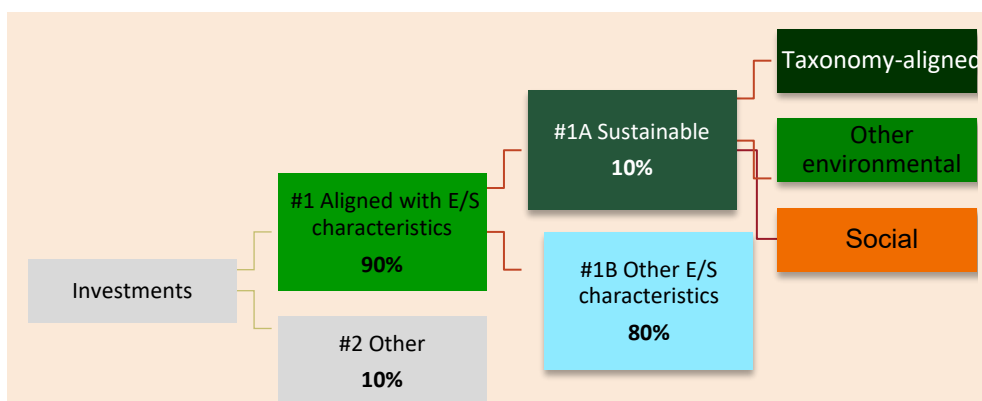 Investments
#1 Aligned with E/S
characteristics
90%
#2 Other
10%
#1A Sustainable
10%
#1B Other E/S
characteristics
80%
Taxonomy-aligned
Other
environmental
Social